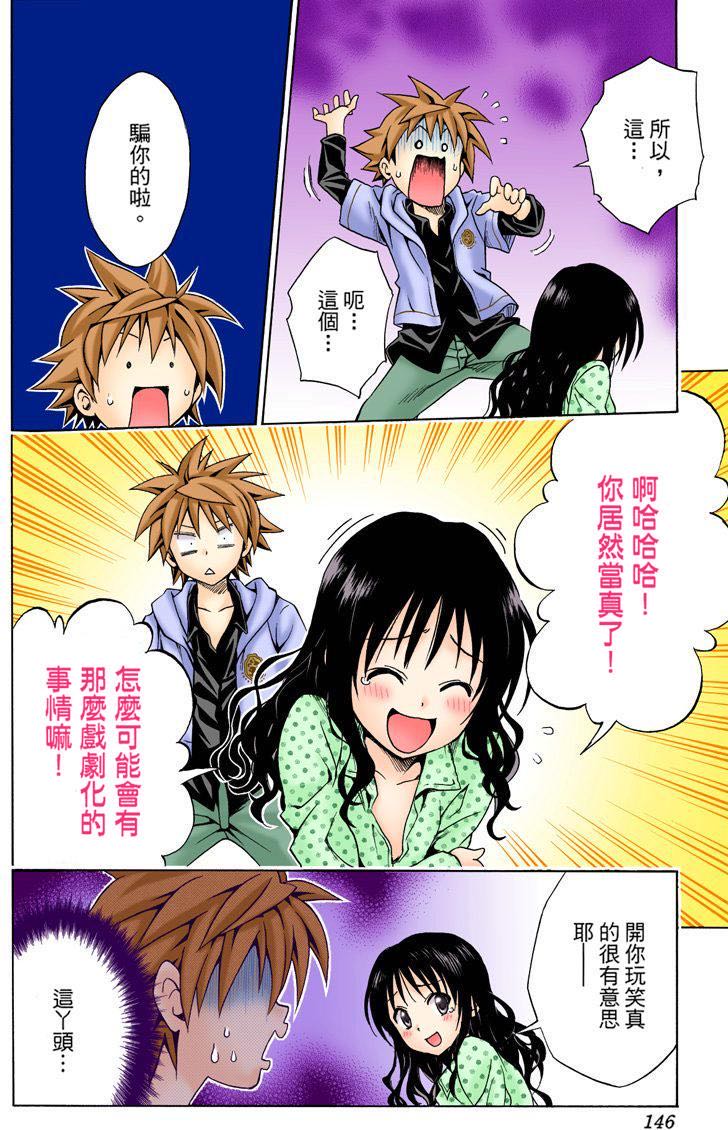 所以，
這…
呃…
這個…
騙你的啦。
啊哈哈哈！
你居然當真了！
怎麼可能會有
那麼戲劇化的
事情嘛！
開你玩笑真
的很有意思
耶——
這ㄚ頭…
146